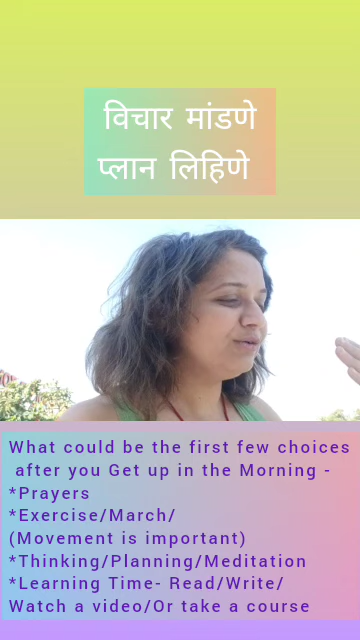 विचार मांडणे
प्लान लिहिणे
What could be the first few choices
after you Get up in the Morning -
*Prayers
*Exercise/March/
(Movement is important)
*Thinking/Planning/Meditation
*Learning Time- Read/Write/
Watch a video/Or take a course